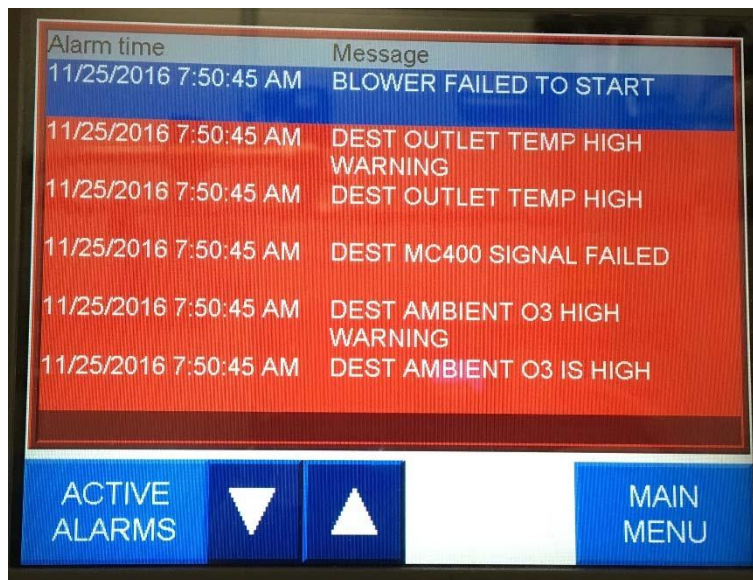 Alarm time Message
11/25/2016 7:50:45 AM BLOWER FAILED TO START
11/25/2016 7:50:45 AM DEST OUTLET TEMP HIGH
WARNING
11/25/2016 7:50:45 AM DEST OUTLET TEMP HIGH
11/25/2016 7:50:45 AM DEST MC400 SIGNAL FAILED
11/25/2016 7:50:45 AM DEST AMBIENT O3 HIGH
WARNING
11/25/2016 7:50:45 AM DEST AMBIENT O3 IS HIGH
ACTIVE
ALARMS
MAIN
MENU